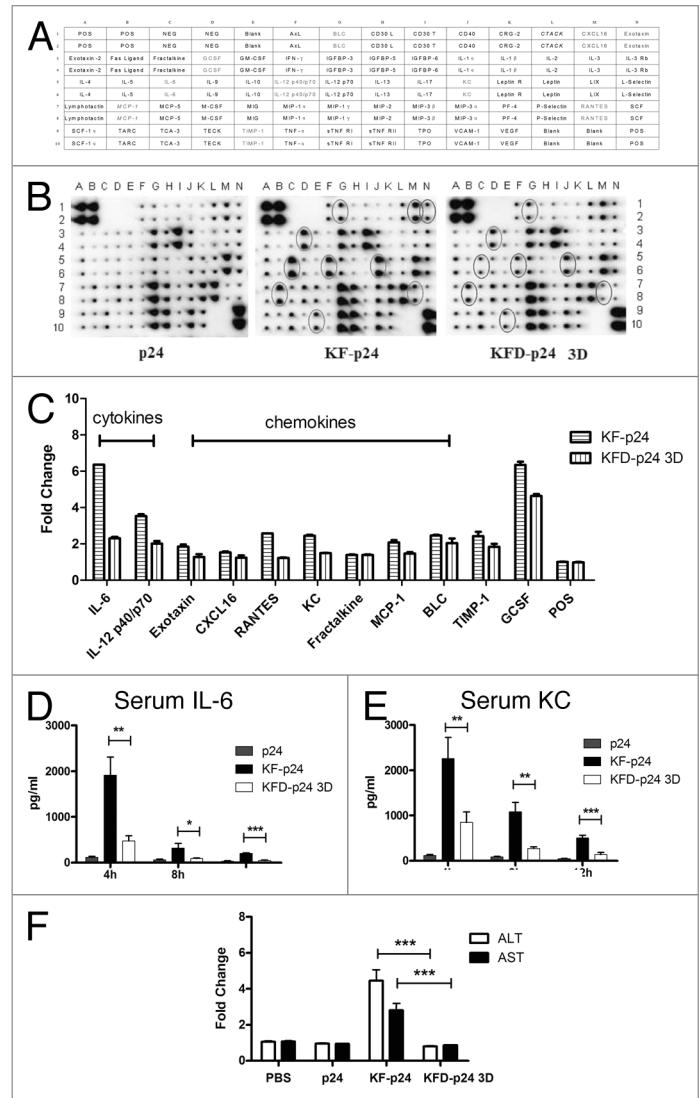 A
A B C D E F G H I J K L M N
1 POS POS NEG NEG Blank AxL BLC CD30 L CD30 T CD40 CRG-2 CTACK CXCL16 Exotaxin
2 POS POS NEG NEG Blank AxL BLC CD30 L CD30 T CD40 CRG-2 CTACK CXCL16 Exotaxin
3 Exotaxin-2 Fas Ligand Fractalkine GCSF GM-CSF IFN-γ IGFBP-3 IGFBP-5 IGFBP-6 IL-1α IL-1β IL-2 IL-3 IL-3 Rb
4 Exotaxin-2 Fas Ligand Fractalkine GCSF GM-CSF IFN-γ IGFBP-3 IGFBP-5 IGFBP-6 IL-1α IL-1β IL-2 IL-3 IL-3 Rb
5 IL-4 IL-5 IL-6 IL-9 IL-10 IL-12 p40/p70 IL-12 p70 IL-13 IL-17 KC Leptin R Leptin LIX L-Selectin
6 IL-4 IL-5 IL-6 IL-9 IL-10 IL-12 p40/p70 IL-12 p70 IL-13 IL-17 KC Leptin R Leptin LIX L-Selectin
7 Lymphotactin MCP-1 MCP-5 M-CSF MIG MIP-1α MIP-1γ MIP-2 MIP-3β MIP-3α PF-4 P-Selectin RANTES SCF
8 Lymphotactin MCP-1 MCP-5 M-CSF MIG MIP-1α MIP-1γ MIP-2 MIP-3β MIP-3α PF-4 P-Selectin RANTES SCF
9 SCF-1α TARC TCA-3 TECK TIMP-1 TNF-α sTNF RI sTNF RII TPO VCAM-1 VEGF Blank Blank POS
10 SCF-1α TARC TCA-3 TECK TIMP-1 TNF-α sTNF RI sTNF RII TPO VCAM-1 VEGF Blank Blank POS
B
A B C D E F G H I J K L M N
A B C D E F G H I J K L M N
A B C D E F G H I J K L M N
1 1
2 2
3 3
4 4
5 5
6 6
7 7
8 8
9 9
10 10
p24 KF-p24 KFD-p24 3D
C
Fold Change
10
8
6
4
2
0
cytokines
chemokines
KF-p24
KFD-p24 3D
IL-6 IL-12 p40/p70 Exotaxin CXCL16 RANTES KC Fractalkine MCP-1 BLC TIMP-1 GCSF POS
D Serum IL-6
pg/ml
3000
2000
1000
0
** * ***
p24
KF-p24
KFD-p24 3D
4h 8h
E Serum KC
pg/ml
3000
2000
1000
0
** ** ***
p24
KF-p24
KFD-p24 3D
12h
F
Fold Change
8
6
4
2
0
***
***
ALT
AST
PBS p24 KF-p24 KFD-p24 3D